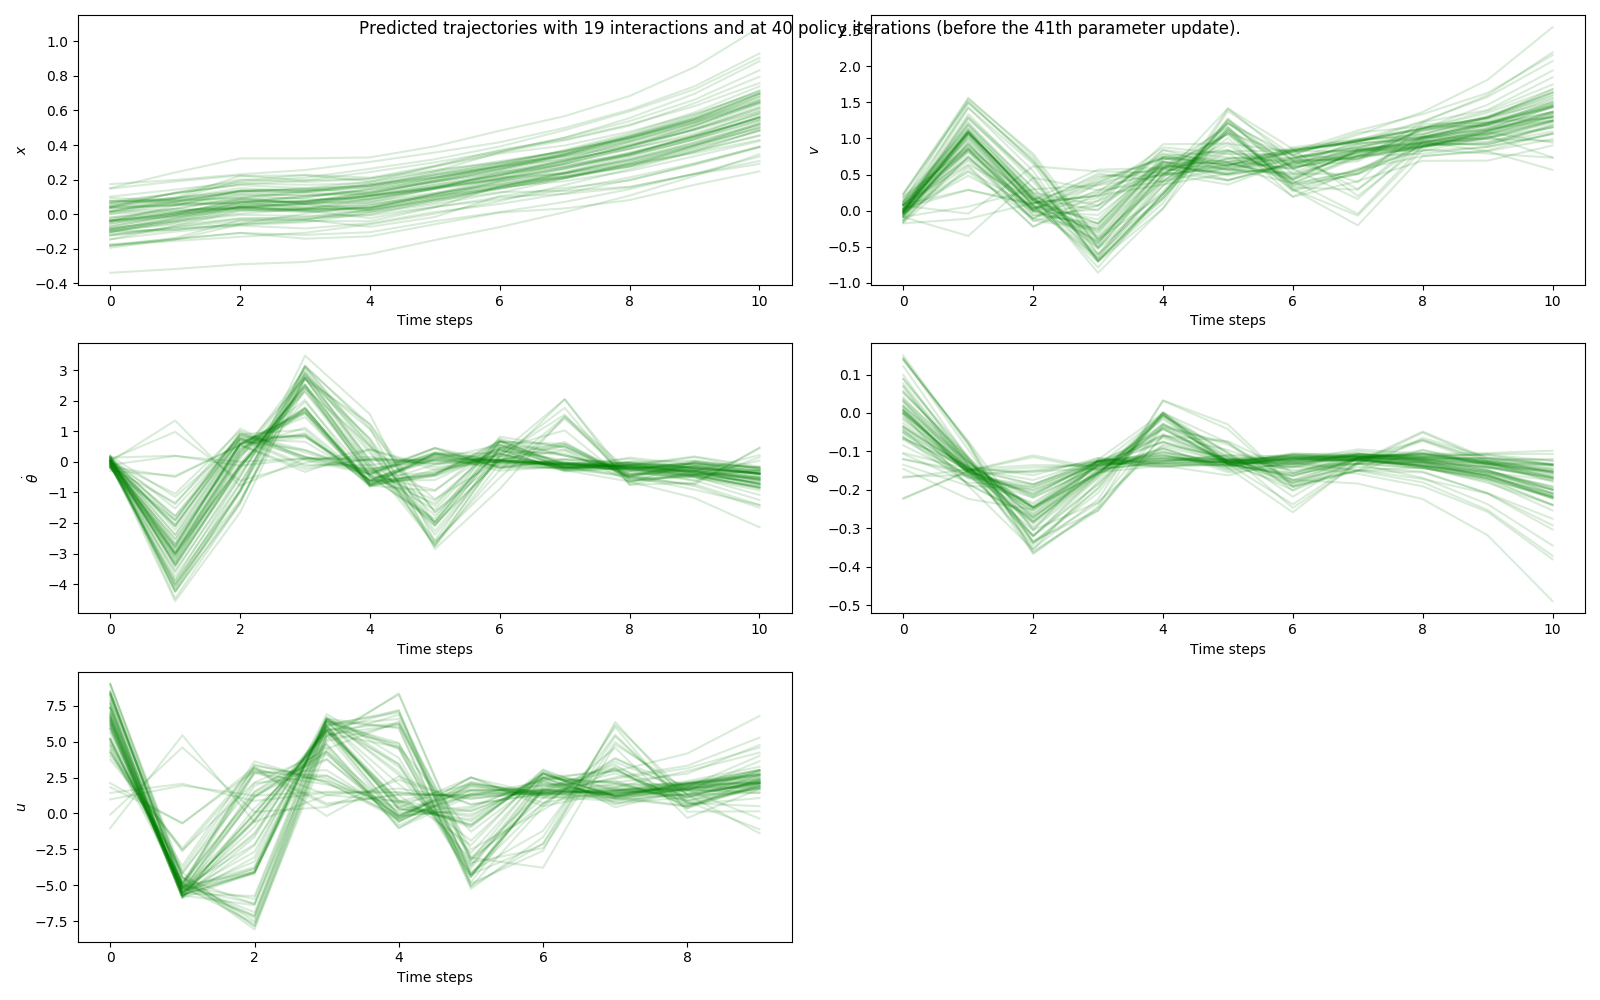 Predicted trajectories with 19 interactions and at 40 policy iterations (before the 41th parameter update).
1.0
0.8
0.6
0.4
0.2
0.0
−0.2
−0.4
x
0 2 4 6 8 10
Time steps
2.5
2.0
1.5
1.0
0.5
0.0
−0.5
−1.0
v
0 2 4 6 8 10
Time steps
3
2
1
0
−1
−2
−3
−4
θ̇
0 2 4 6 8 10
Time steps
0.1
0.0
−0.1
−0.2
−0.3
−0.4
−0.5
θ
0 2 4 6 8 10
Time steps
7.5
5.0
2.5
0.0
−2.5
−5.0
−7.5
u
0 2 4 6 8
Time steps